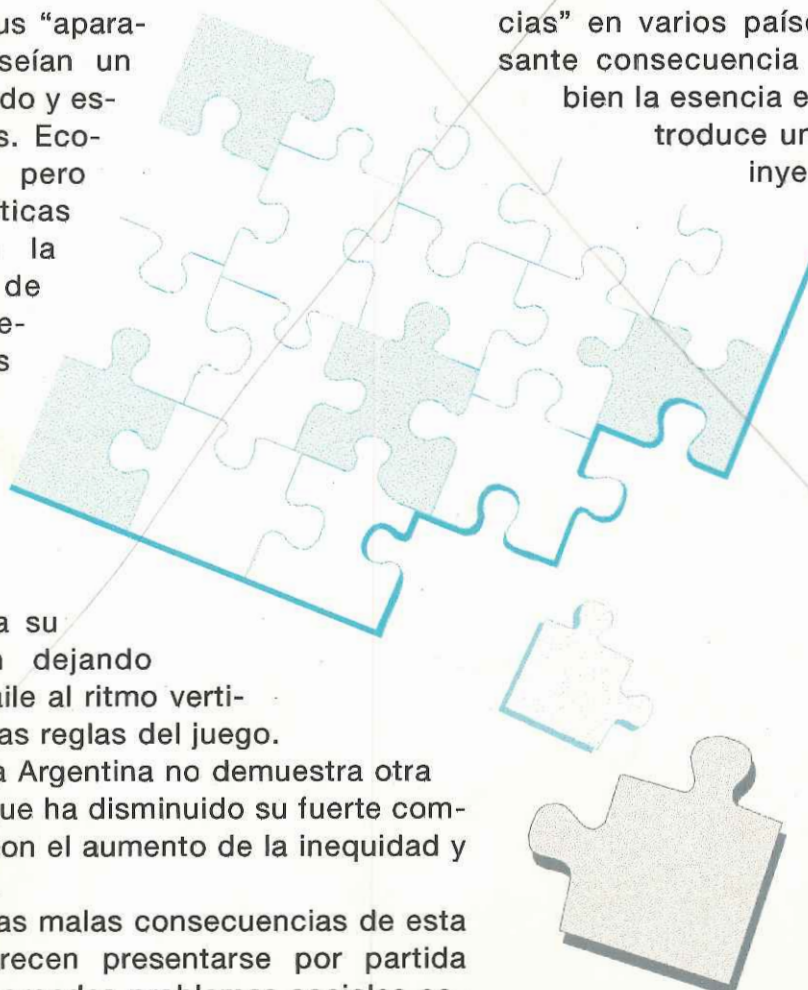 us “apara-
seían un
do y es-
s. Eco-
pero
ticas
la
de
e-
s
a su
dejando
aile al ritmo verti-
as reglas del juego.
a Argentina no demuestra otra
ue ha disminuido su fuerte com-
on el aumento de la inequidad y
as malas consecuencias de esta
recen presentarse por partida
cias” en varios países
sante consecuencia
bien la esencia e
troduce un
inye